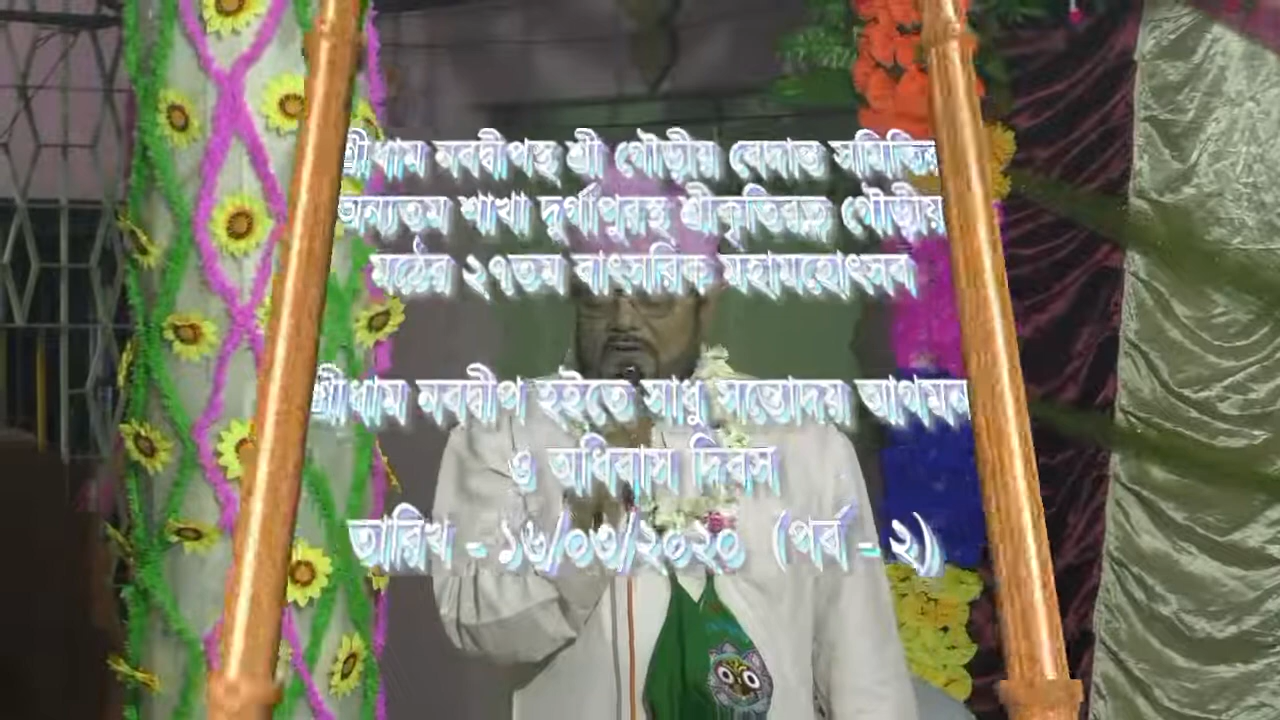 শ্রীধাম নবদ্বীপস্থ শ্রী গৌড়ীয় বেদান্ত সমিতির
অন্যতম শাখা দুর্গাপুরস্থ শ্রীকৃতিরত্ন গৌড়ীয়
মঠের ২৭তম বাৎসরিক মহামহোৎসব
শ্রীধাম নবদ্বীপ হইতে সাধু সন্তোদয় আগমন
ও অধিবাস দিবস
তারিখ - ১৬/০৩/২০২০ (পর্ব - ২)